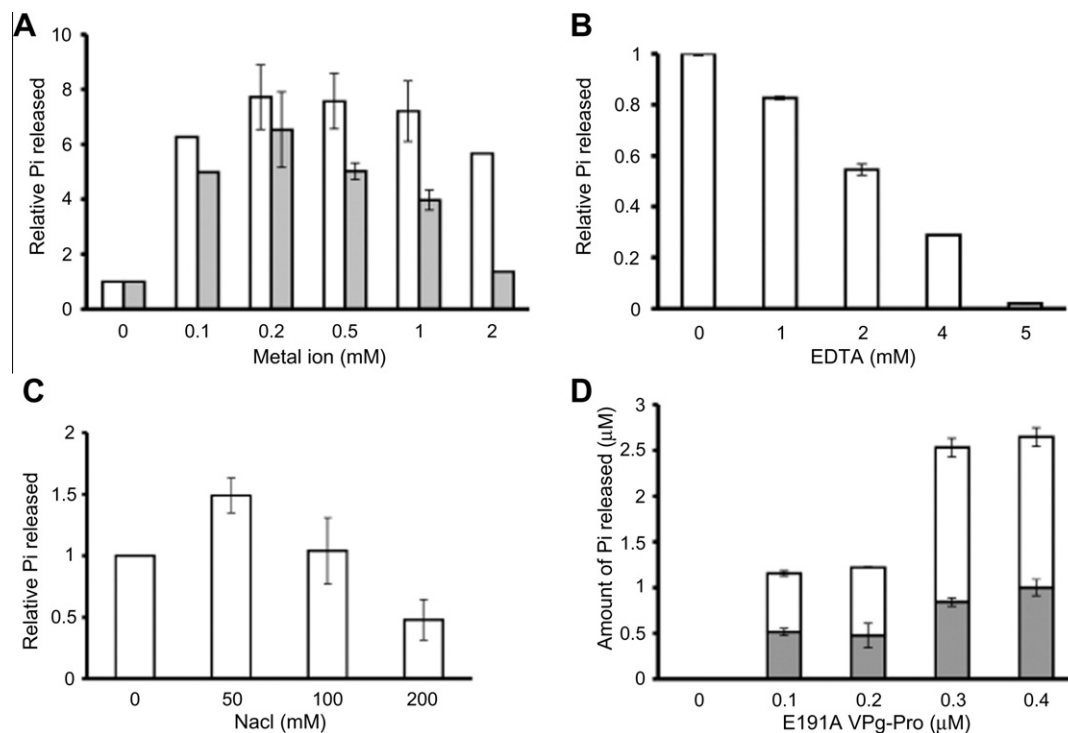 A
Relative Pi released
10
8
6
4
2
0
0 0.1 0.2 0.5 1 2
Metal ion (mM)
B
Relative Pi released
1
0.8
0.6
0.4
0.2
0
0 1 2 4 5
EDTA (mM)
C
Relative Pi released
2
1.5
1
0.5
0
0 50 100 200
Nacl (mM)
D
Amount of Pi released (μM)
3
2.5
2
1.5
1
0.5
0
0 0.1 0.2 0.3 0.4
E191A VPg-Pro (μM)